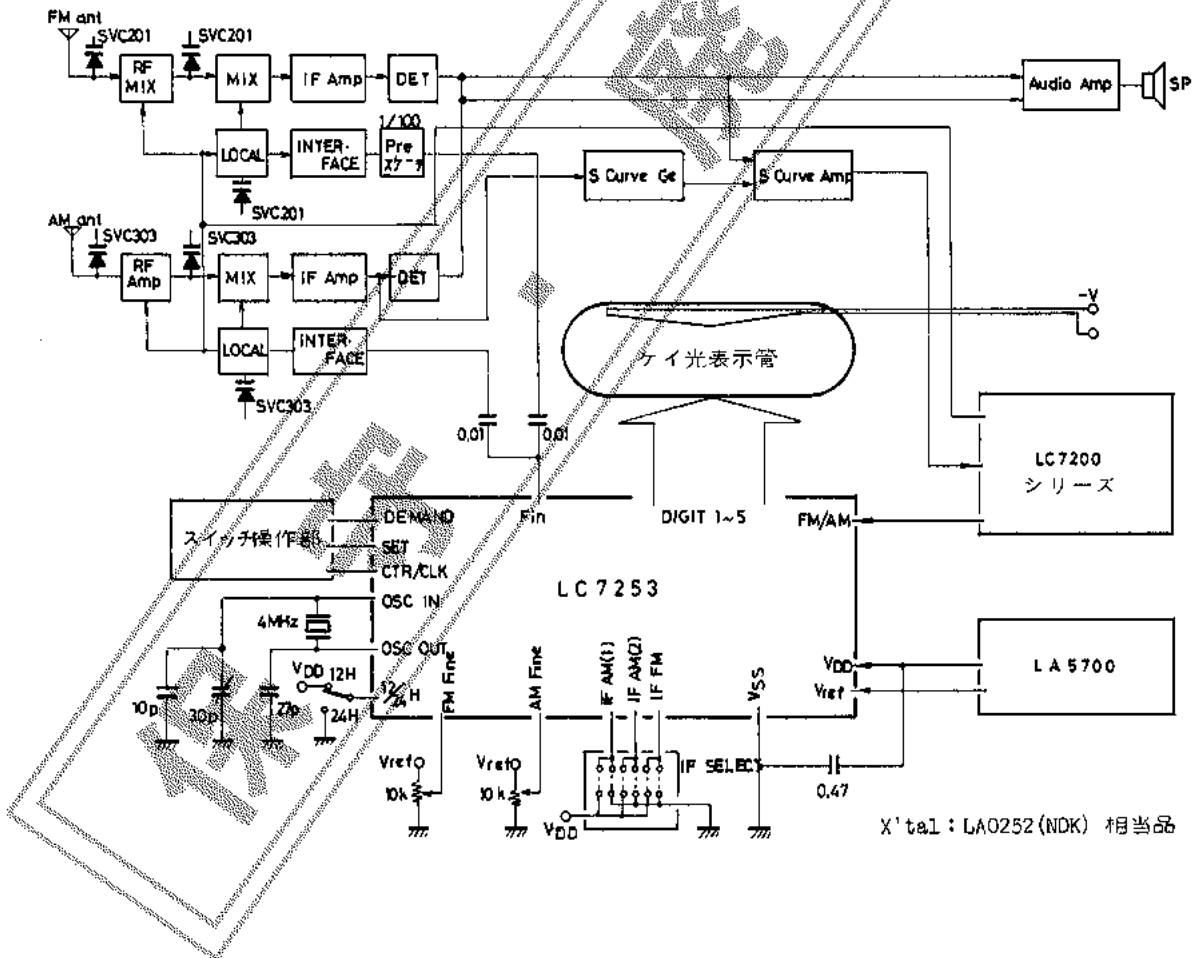 FM ant
SVC201
SVC201
RF
MIX
MIX
IF Amp
DET
Audio Amp
SP
1/100
LOCAL
INTER-
FACE
Pre
スケーラ
S Curve Ge
S Curve Amp
SVC201
AM ant
SVC303
SVC303
RF
Amp
MIX
IF Amp
DET
-V
LOCAL
INTER-
FACE
ケイ光表示管
SVC303
0.01
0.01
LC7200
シリーズ
スイッチ操作部
DEMAND
Fin
DIGIT 1~5
FM/AM
SET
CTR/CLK
LC7253
OSC IN
4MHz
OSC OUT
VDD
12H
12/24H
24H
10p
30p
27p
FM Fine
AM Fine
IF AM(1)
IF AM(2)
IF FM
VSS
VDD
Vref
LA5700
Vref
10k
Vref
10k
IF SELECT
0.47
VDD
X'tal:LA0252(NDK) 相当品
保守廃